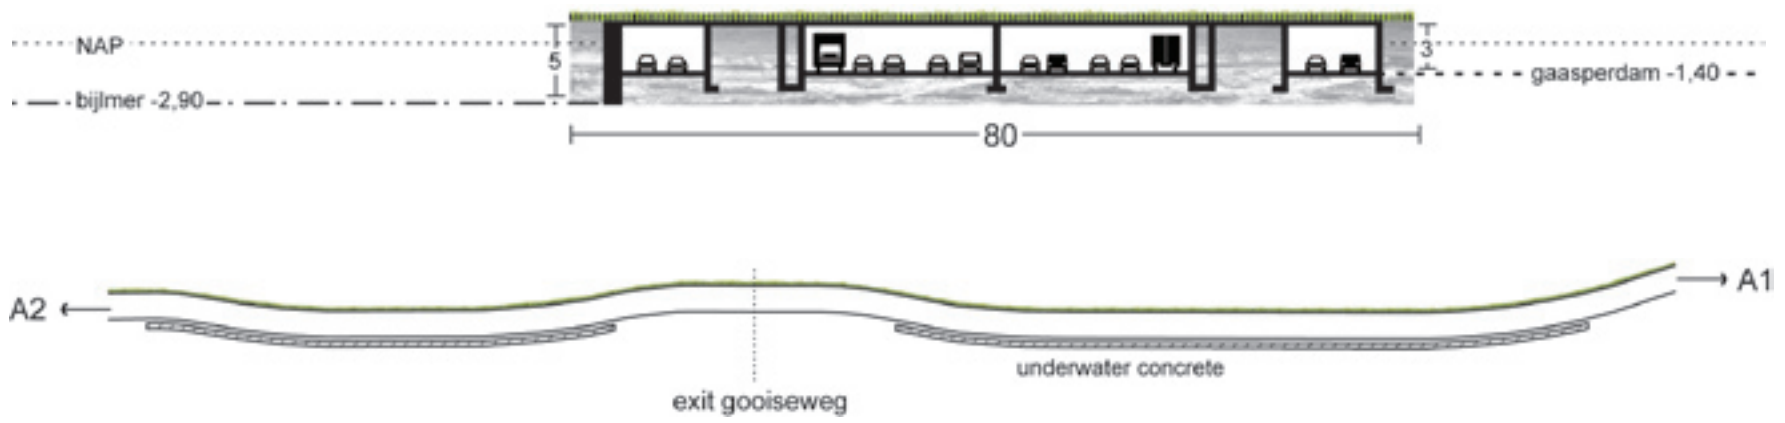 NAP
5
3
gaasperdam -1,40
bijlmer -2,90
80
A2
A1
underwater concrete
exit gooiseweg